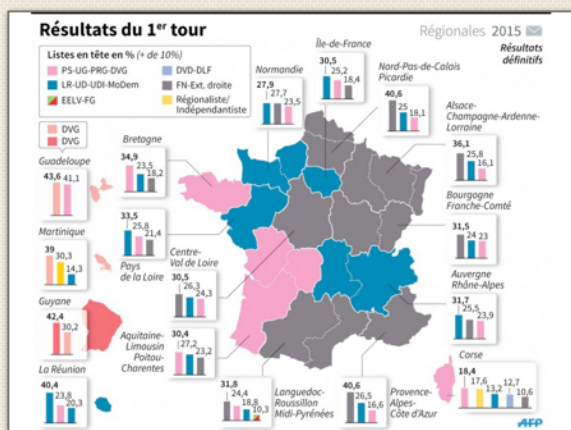 Résultats du 1er tour
Régionales 2015
Résultats
définitifs
Listes en tête en % (+ de 10%)
PS-UG-PRG-DVG
LR-UD-UDI-MoDem
EELV-FG
DVD-DLF
FN-Ext. droite
Régionaliste/
Indépendantiste
DVG
DVG
Île-de-France
30,5
25,2
18,4
Normandie
27,9
27,7
23,5
Nord-Pas-de-Calais
Picardie
40,6
25
18,1
Alsace-
Champagne-Ardenne-
Lorraine
36,1
25,8
16,1
Bretagne
34,9
23,5
18,2
Guadeloupe
43,6
41,1
Bourgogne
Franche-Comté
31,5
24
23
33,5
25,8
21,4
Pays
de la Loire
Martinique
39
30,3
14,3
Centre-
Val de Loire
30,5
26,3
24,3
Auvergne
Rhône-Alpes
31,7
25,5
23,9
Guyane
42,4
30,2
Aquitaine-
Limousin
Poitou-
Charentes
30,4
27,2
23,2
La Réunion
40,4
23,8
20,3
31,8
24,4
18,8
10,3
Languedoc-
Roussillon
Midi-Pyrénées
40,6
26,5
16,6
Provence-
Alpes-
Côte d'Azur
Corse
18,4
17,6
13,2
12,7
10,6
AFP